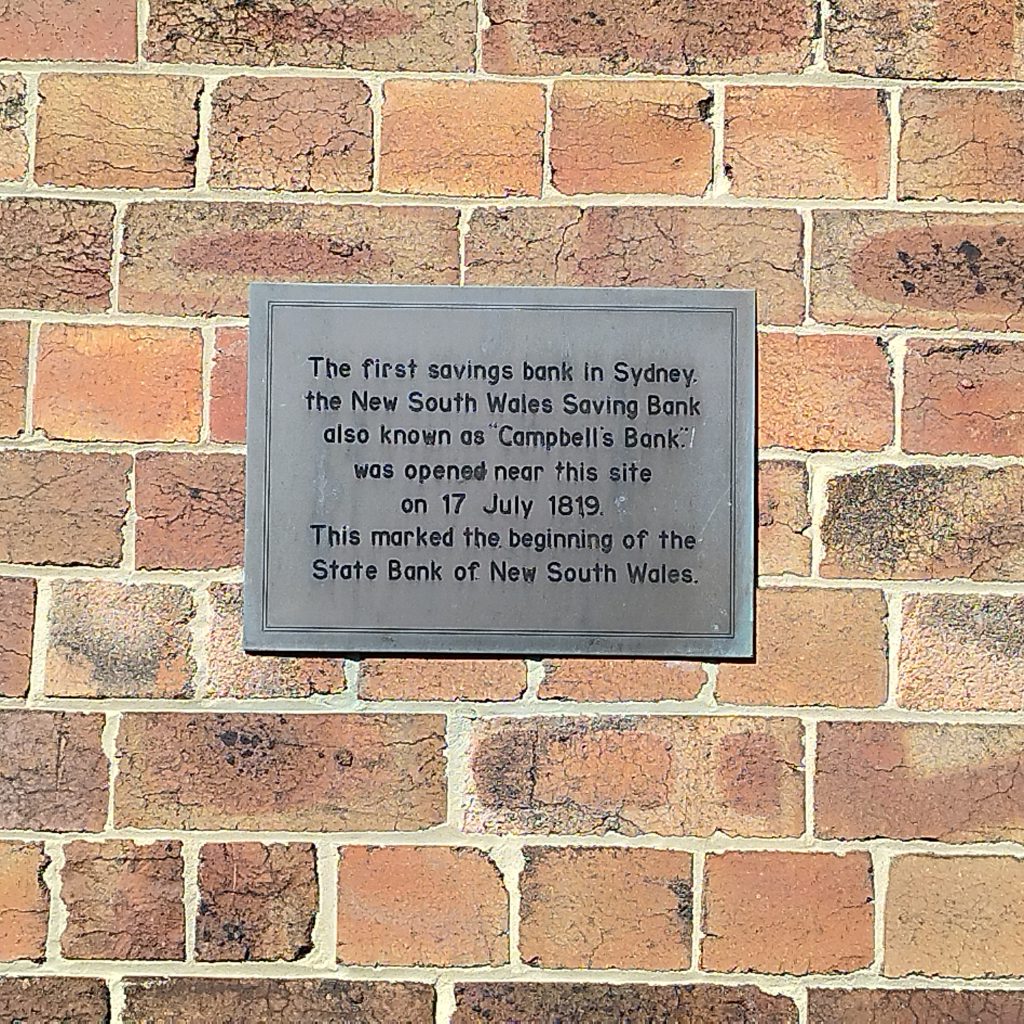 The first savings bank in Sydney,
the New South Wales Saving Bank
also known as "Campbell's Bank",
was opened near this site
on 17 July 1819.
This marked the beginning of the
State Bank of New South Wales.